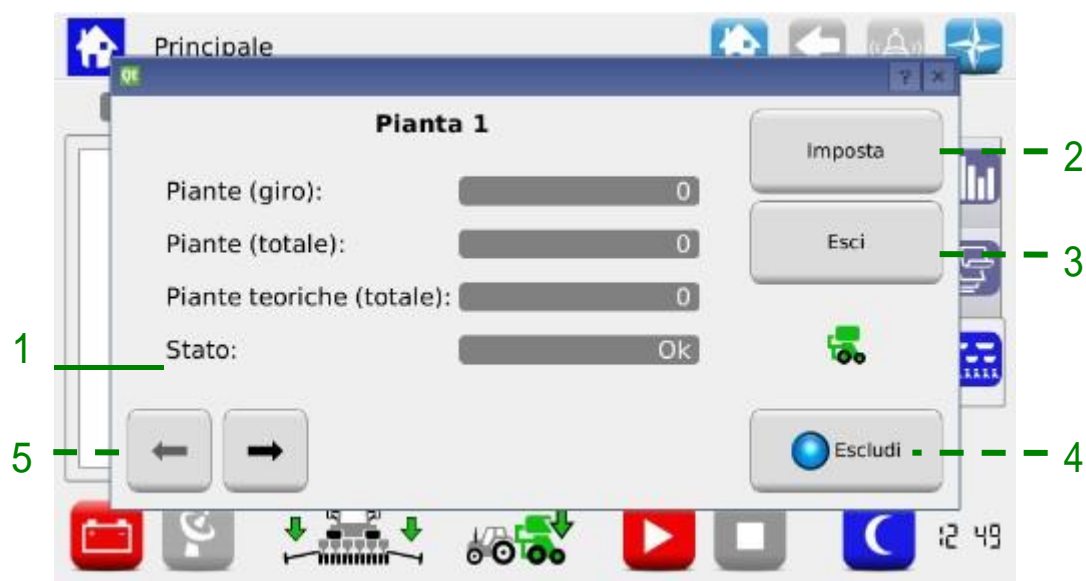 Principale
QE
? ×
Pianta 1
Imposta
2
Piante (giro): 0
Piante (totale): 0
Esci
3
Piante teoriche (totale): 0
1
Stato: Ok
5
Escludi
4
12 49